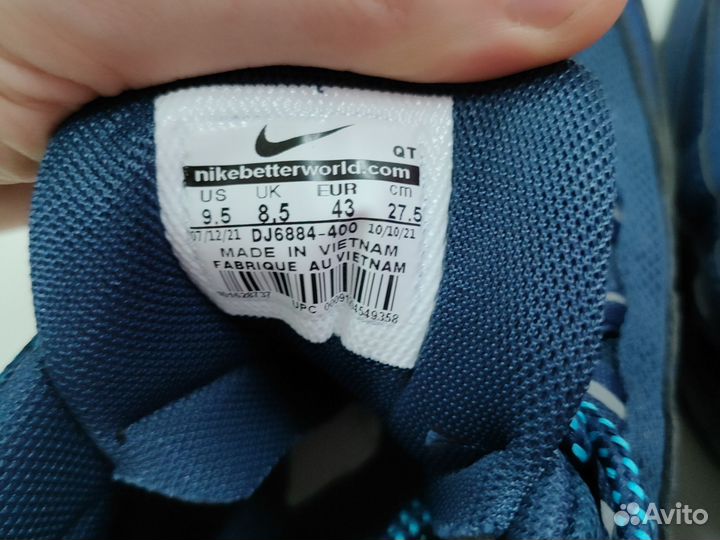 QT
nikebetterworld.com
US UK EUR cm
9.5 8,5 43 27.5
07/12/21 DJ6884-400 10/10/21
MADE IN VIETNAM
FABRIQUE AU VIETNAM
UPC
Avito